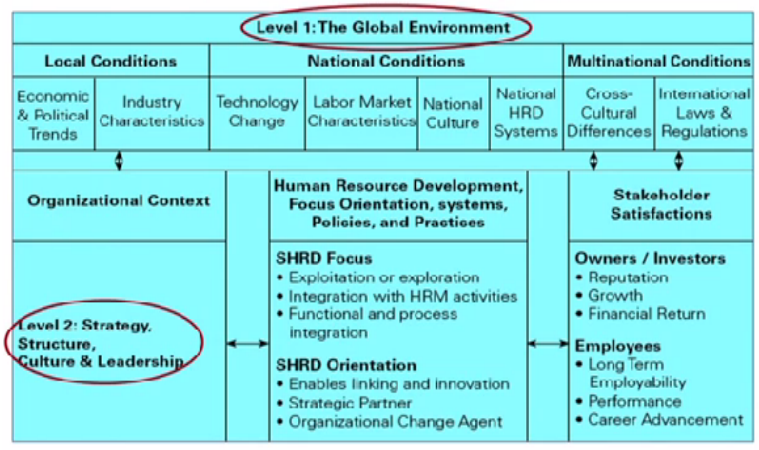 Level 1: The Global Environment
Local Conditions
National Conditions
Multinational Conditions
Economic
& Political
Trends
Industry
Characteristics
Technology
Change
Labor Market
Characteristics
National
Culture
National
HRD
Systems
Cross-
Cultural
Differences
International
Laws &
Regulations
Organizational Context
Human Resource Development,
Focus Orientation, systems,
Policies, and Practices
Stakeholder
Satisfactions
Level 2: Strategy,
Structure,
Culture & Leadership
SHRD Focus
• Exploitation or exploration
• Integration with HRM activities
• Functional and process
integration
SHRD Orientation
• Enables linking and innovation
• Strategic Partner
• Organizational Change Agent
Owners / Investors
• Reputation
• Growth
• Financial Return
Employees
• Long Term
Employability
• Performance
• Career Advancement